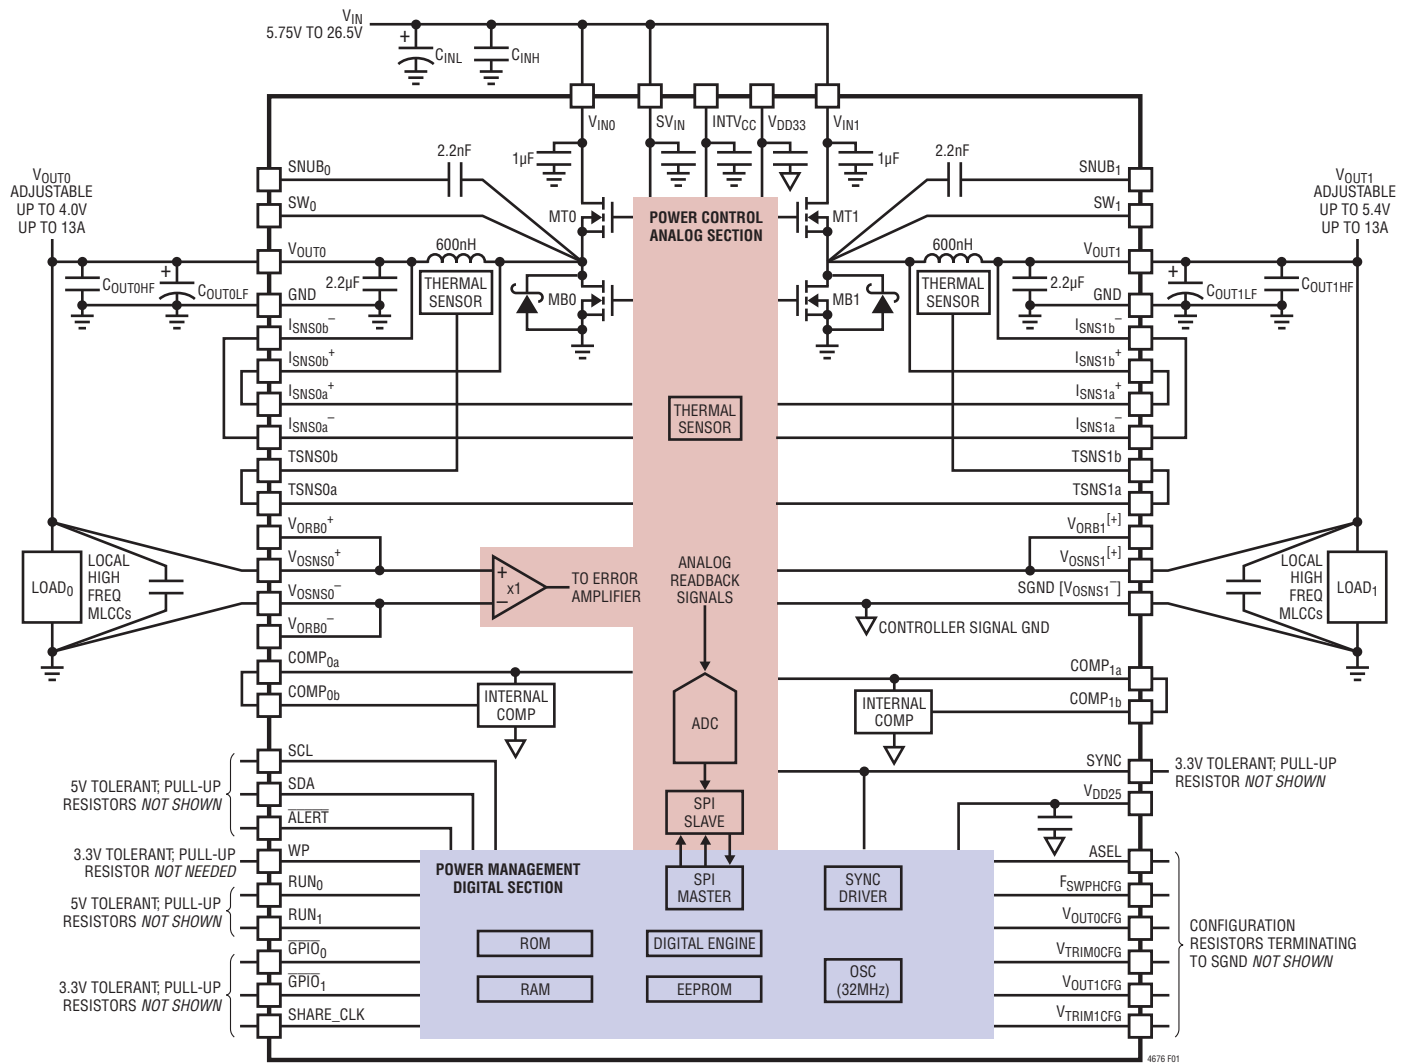 VIN
5.75V TO 26.5V
+
CINL
CINH
VIN0
SVIN
INTVCC
VDD33
VIN1
1µF
1µF
2.2nF
2.2nF
SNUB0
SNUB1
VOUT0
ADJUSTABLE
UP TO 4.0V
UP TO 13A
VOUT1
ADJUSTABLE
UP TO 5.4V
UP TO 13A
SW0
SW1
MT0
POWER CONTROL
ANALOG SECTION
MT1
VOUT0
600nH
600nH
VOUT1
COUT0HF
+
COUT0LF
2.2µF
THERMAL
SENSOR
MB0
MB1
THERMAL
SENSOR
2.2µF
+
COUT1LF
COUT1HF
GND
GND
ISNS0b–
ISNS1b–
ISNS0b+
ISNS1b+
ISNS0a+
ISNS1a+
THERMAL
SENSOR
ISNS0a–
ISNS1a–
TSNS0b
TSNS1b
TSNS0a
TSNS1a
VORB0+
VORB1[+]
VOSNS0+
VOSNS1[+]
LOAD0
LOCAL
HIGH
FREQ
MLCCs
+
x1
–
TO ERROR
AMPLIFIER
ANALOG
READBACK
SIGNALS
LOCAL
HIGH
FREQ
MLCCs
LOAD1
VOSNS0–
SGND [VOSNS1–]
VORB0–
CONTROLLER SIGNAL GND
COMP0a
COMP1a
COMP0b
COMP1b
INTERNAL
COMP
INTERNAL
COMP
ADC
SCL
SYNC
3.3V TOLERANT; PULL-UP
RESISTOR NOT SHOWN
5V TOLERANT; PULL-UP
RESISTORS NOT SHOWN
SDA
VDD25
SPI
SLAVE
ALERT
3.3V TOLERANT; PULL-UP
RESISTOR NOT NEEDED
WP
ASEL
POWER MANAGEMENT
DIGITAL SECTION
SPI
MASTER
SYNC
DRIVER
5V TOLERANT; PULL-UP
RESISTORS NOT SHOWN
RUN0
FSWPHCFG
RUN1
VOUT0CFG
CONFIGURATION
RESISTORS TERMINATING
TO SGND NOT SHOWN
ROM
DIGITAL ENGINE
GPIO0
VTRIM0CFG
OSC
(32MHz)
3.3V TOLERANT; PULL-UP
RESISTORS NOT SHOWN
GPIO1
RAM
EEPROM
VOUT1CFG
SHARE_CLK
VTRIM1CFG
4676 F01